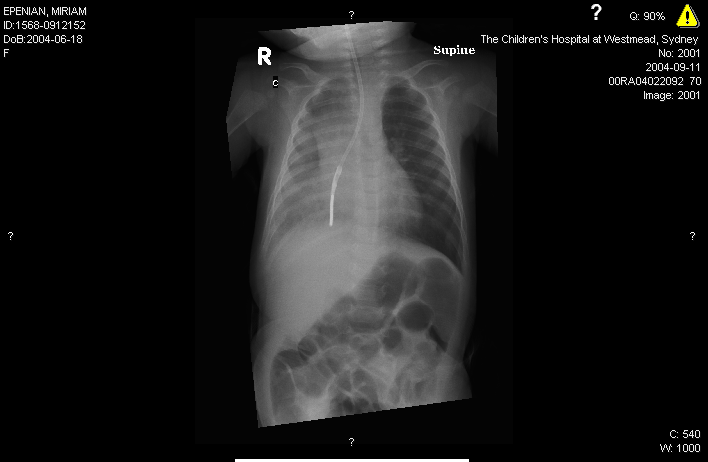 EPENIAN, MIRIAM
ID:1568-0912152
DoB:2004-06-18
F
?
?
Q: 90%
!
The Children's Hospital at Westmead, Sydney
No: 2001
2004-09-11
00RA04022092 70
Image: 2001
R
Supine
C
?
?
?
C: 540
W: 1000